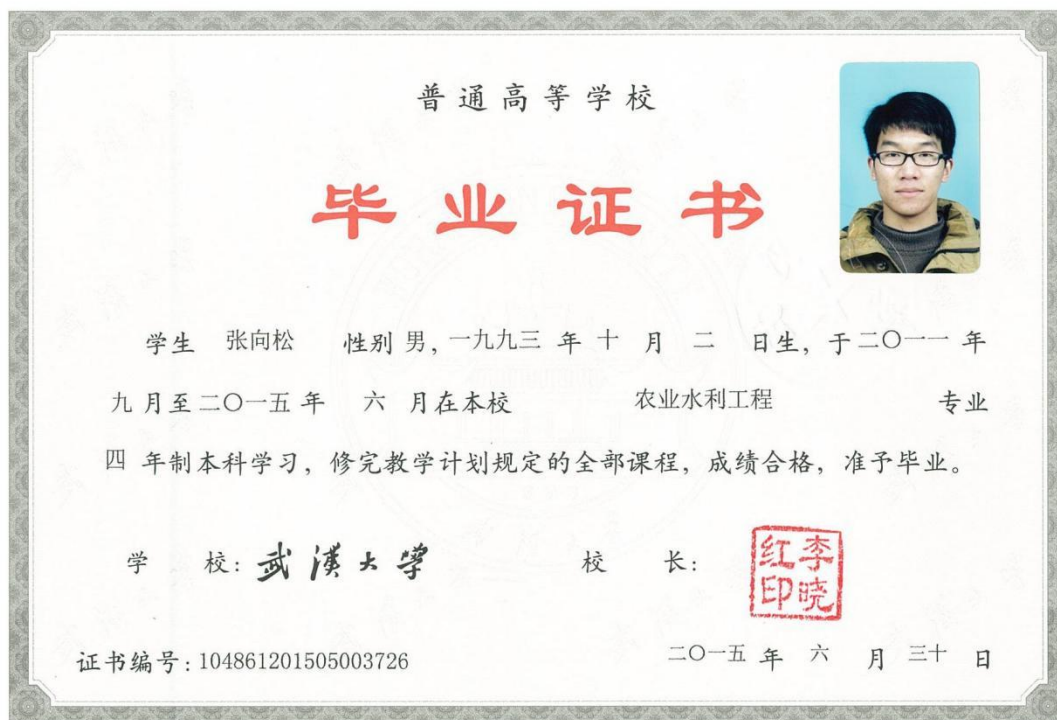 普通高等学校
毕业证书
学生 张向松 性别 男，一九九三 年 十 月 二 日生，于二〇一一 年
九 月至二〇一五 年 六 月在本校 农业水利工程 专业
四 年制本科学习，修完教学计划规定的全部课程，成绩合格，准予毕业。
学 校：武漢大学 校 长：李晓红印
证书编号：104861201505003726 二〇一五 年 六 月 三十 日